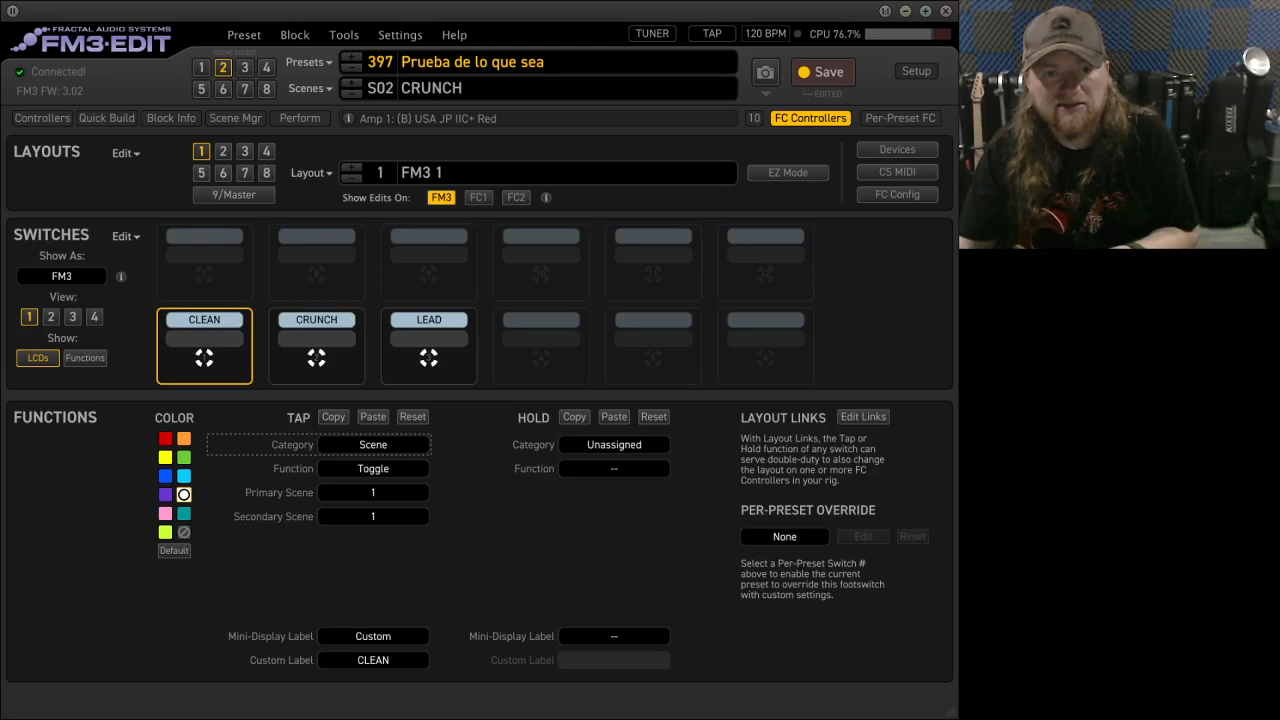 FRACTAL AUDIO SYSTEMS
FM3-EDIT
Preset Block Tools Settings Help
TUNER TAP 120 BPM CPU 76.7%
Connected!
FM3 FW: 3.02
SCENE SELECT
1 2 3 4
5 6 7 8
Presets 397 Prueba de lo que sea
Scenes S02 CRUNCH
Save
EDITED
Setup
Controllers Quick Build Block Info Scene Mgr Perform
Amp 1: (B) USA JP IIC+ Red
10 FC Controllers Per-Preset FC
LAYOUTS Edit
1 2 3 4
5 6 7 8
9/Master
Layout 1 FM3 1
EZ Mode
Show Edits On: FM3 FC1 FC2
Devices
CS MIDI
FC Config
SWITCHES Edit
Show As:
FM3
View:
1 2 3 4
Show:
LCDs Functions
CLEAN CRUNCH LEAD
FUNCTIONS
COLOR
Default
TAP Copy Paste Reset
Category Scene
Function Toggle
Primary Scene 1
Secondary Scene 1
Mini-Display Label Custom
Custom Label CLEAN
HOLD Copy Paste Reset
Category Unassigned
Function --
Mini-Display Label --
Custom Label
LAYOUT LINKS Edit Links
With Layout Links, the Tap or
Hold function of any switch can
serve double-duty to also change
the layout on one or more FC
Controllers in your rig.
PER-PRESET OVERRIDE
None Edit Reset
Select a Per-Preset Switch #
above to enable the current
preset to override this footswitch
with custom settings.